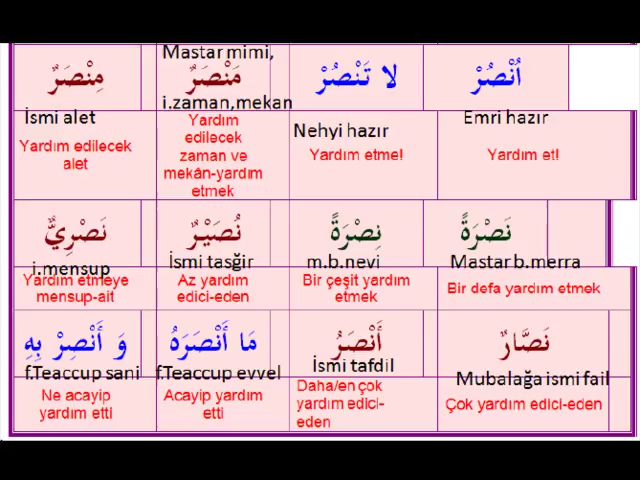 اُنْصُرْ لا تَنْصُرْ مَنْصَرٌ مِنْصَرٌ
Mastar mimi,
i.zaman,mekan
İsmi alet
Nehyi hazır
Emri hazır
Yardım edilecek
alet
Yardım
edilecek
zaman ve
mekân-yardım
etmek
Yardım etme!
Yardım et!
نَصْرَةً نِصْرَةً نُصَيْرٌ نَصْرِيٌّ
i.mensup
İsmi tasğir
m.b.nevi
Mastar b.merra
Yardım etmeye
mensup-ait
Az yardım
edici-eden
Bir çeşit yardım
etmek
Bir defa yardım etmek
نَصَّارٌ أَنْصَرُ مَا أَنْصَرَهُ وَ أَنْصِرْ بِهِ
f.Teaccup sani
f.Teaccup evvel
İsmi tafdil
Mubalağa ismi fail
Ne acayip
yardım etti
Acayip yardım
etti
Daha/en çok
yardım edici-
eden
Çok yardım edici-eden